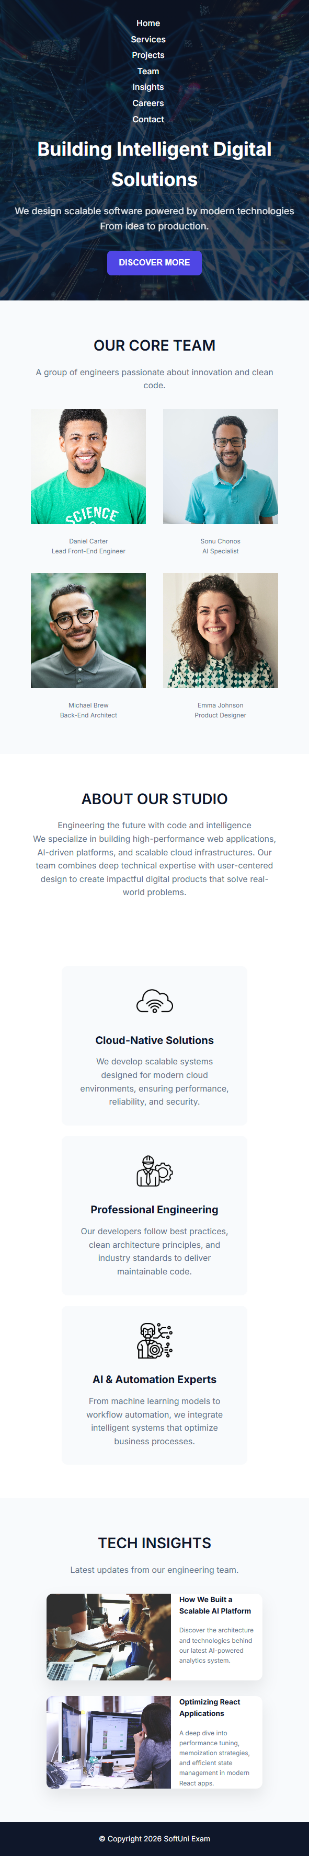 Home
Services
Projects
Team
Insights
Careers
Contact
Building Intelligent Digital
Solutions
We design scalable software powered by modern technologies
From idea to production.
DISCOVER MORE
OUR CORE TEAM
A group of engineers passionate about innovation and clean
code.
SCIENCE
Daniel Carter
Lead Front-End Engineer
Sonu Chonos
AI Specialist
Michael Brew
Back-End Architect
Emma Johnson
Product Designer
ABOUT OUR STUDIO
Engineering the future with code and intelligence
We specialize in building high-performance web applications,
AI-driven platforms, and scalable cloud infrastructures. Our
team combines deep technical expertise with user-centered
design to create impactful digital products that solve real-
world problems.
Cloud-Native Solutions
We develop scalable systems
designed for modern cloud
environments, ensuring performance,
reliability, and security.
Professional Engineering
Our developers follow best practices,
clean architecture principles, and
industry standards to deliver
maintainable code.
AI & Automation Experts
From machine learning models to
workflow automation, we integrate
intelligent systems that optimize
business processes.
TECH INSIGHTS
Latest updates from our engineering team.
How We Built a
Scalable AI Platform
Discover the architecture
and technologies behind
our latest AI-powered
analytics system.
Optimizing React
Applications
A deep dive into
performance tuning,
memoization strategies,
and efficient state
management in modern
React apps.
© Copyright 2026 SoftUni Exam